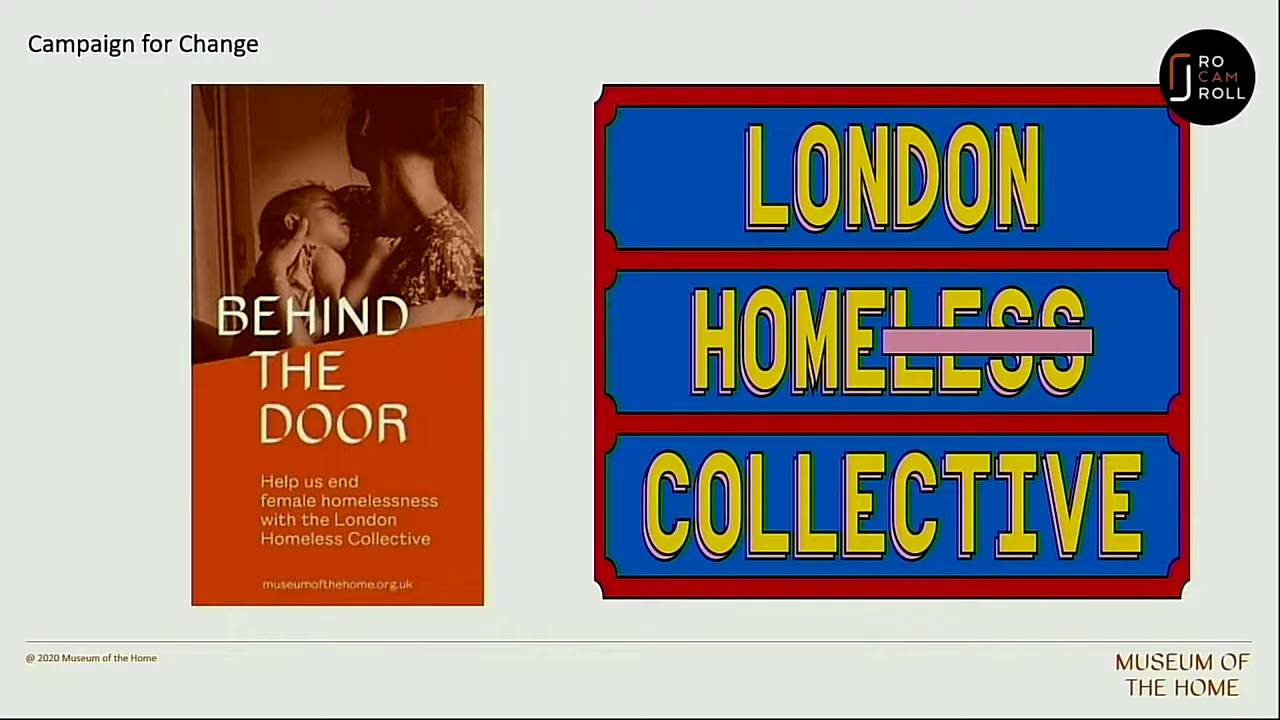 Campaign for Change
RO
CAM
ROLL
BEHIND
THE
DOOR
Help us end
female homelessness
with the London
Homeless Collective
museumofthehome.org.uk
LONDON
HOMELESS
COLLECTIVE
@ 2020 Museum of the Home
MUSEUM OF
THE HOME